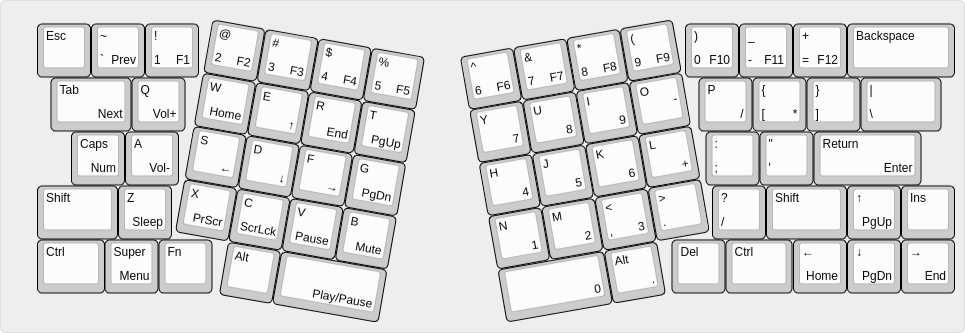 Esc
~
` Prev
!
1 F1
@
2 F2
#
3 F3
$
4 F4
%
5 F5
^
6 F6
&
7 F7
*
8 F8
(
9 F9
)
0 F10
_
- F11
+
= F12
Backspace
Tab
Next
Q
Vol+
W
Home
E
↑
R
End
T
PgUp
Y
7
U
8
I
9
O
-
P
/
{
[ *
}
]
|
\
Caps
Num
A
Vol-
S
←
D
↓
F
→
G
PgDn
H
4
J
5
K
6
L
+
:
;
"
'
Return
Enter
Shift
Z
Sleep
X
PrScr
C
ScrLck
V
Pause
B
Mute
N
1
M
2
<
, 3
>
.
?
/
Shift
↑
PgUp
Ins
Ctrl
Super
Menu
Fn
Alt
Play/Pause
0
Alt
.
Del
Ctrl
←
Home
↓
PgDn
→
End